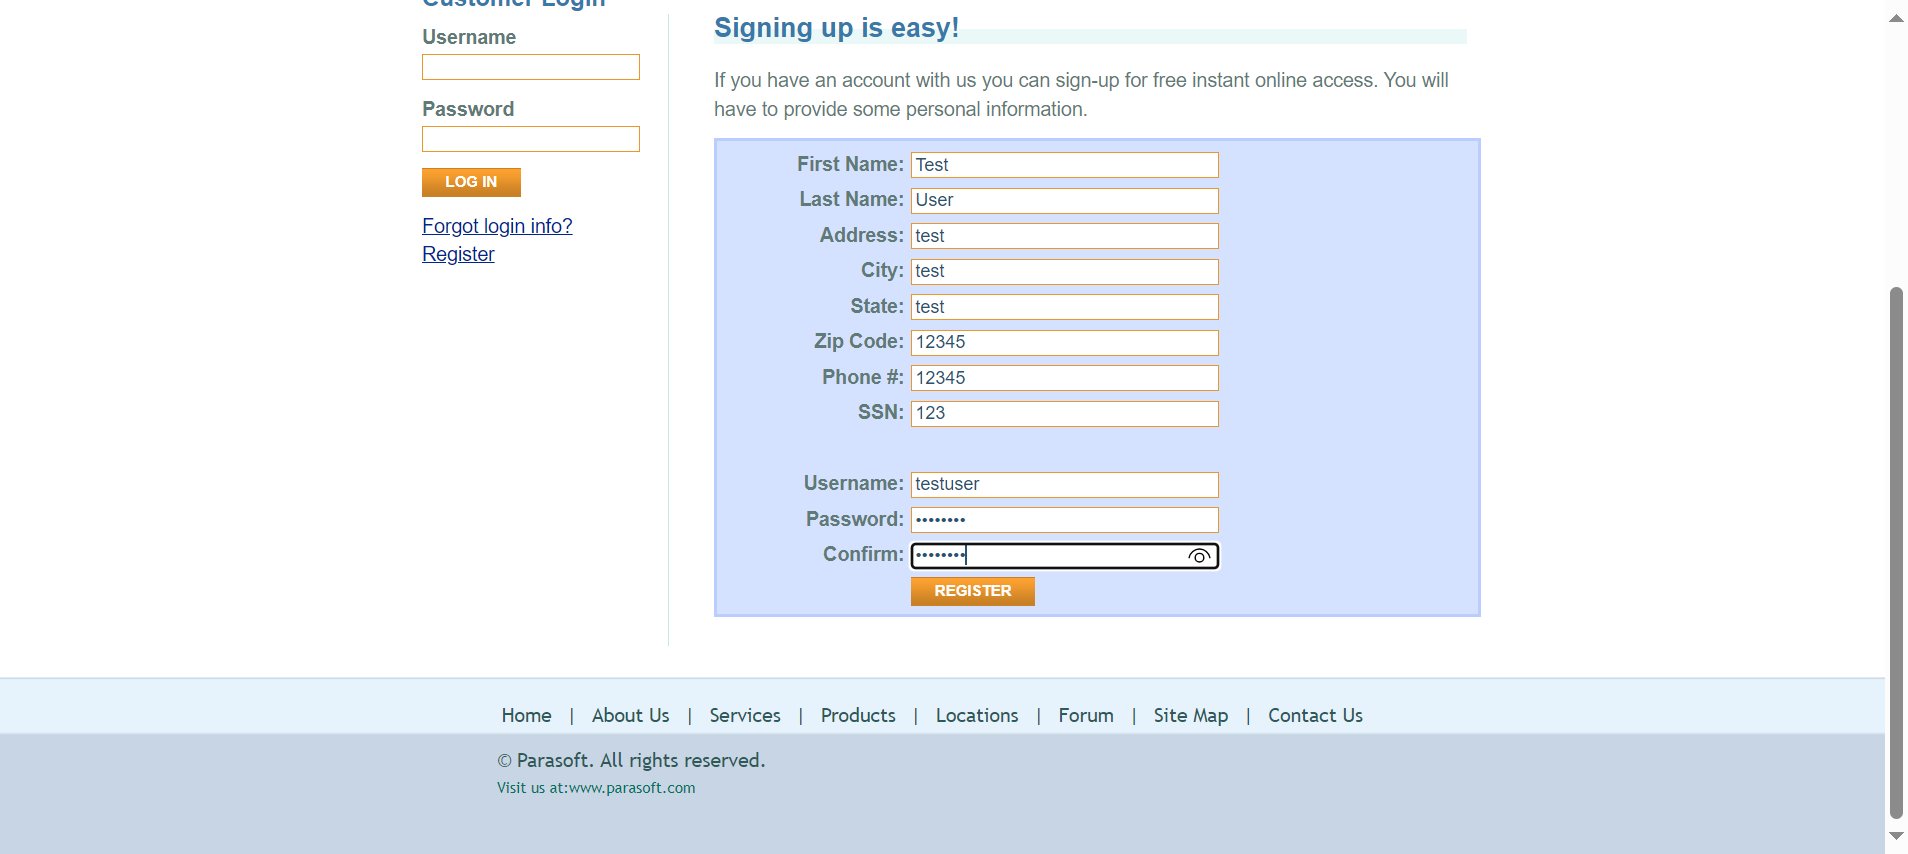 Customer Login
Username
Password
LOG IN
Forgot login info?
Register
Signing up is easy!
If you have an account with us you can sign-up for free instant online access. You will
have to provide some personal information.
First Name: Test
Last Name: User
Address: test
City: test
State: test
Zip Code: 12345
Phone #: 12345
SSN: 123
Username: testuser
Password: ••••••••
Confirm: ••••••••
REGISTER
Home | About Us | Services | Products | Locations | Forum | Site Map | Contact Us
© Parasoft. All rights reserved.
Visit us at:www.parasoft.com